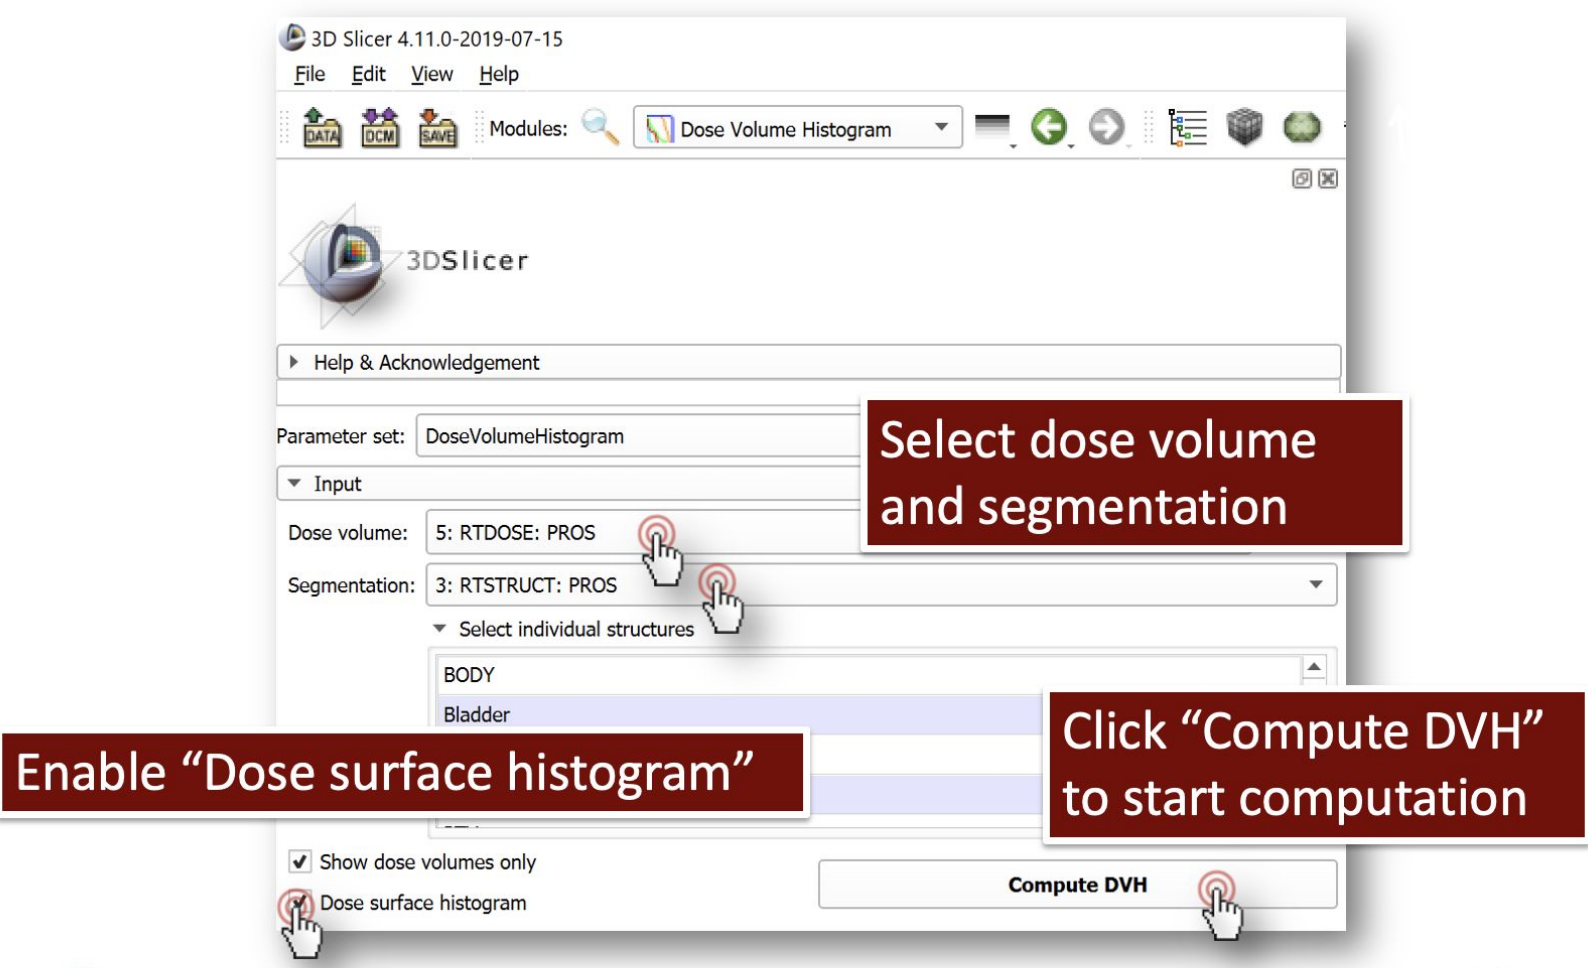 3D Slicer 4.11.0-2019-07-15
File Edit View Help
DATA DCM SAVE Modules: Dose Volume Histogram
3DSlicer
Help & Acknowledgement
Parameter set: DoseVolumeHistogram
Select dose volume
and segmentation
Input
Dose volume: 5: RTDOSE: PROS
Segmentation: 3: RTSTRUCT: PROS
Select individual structures
BODY
Bladder
Enable “Dose surface histogram”
Click “Compute DVH”
to start computation
Show dose volumes only
Compute DVH
Dose surface histogram